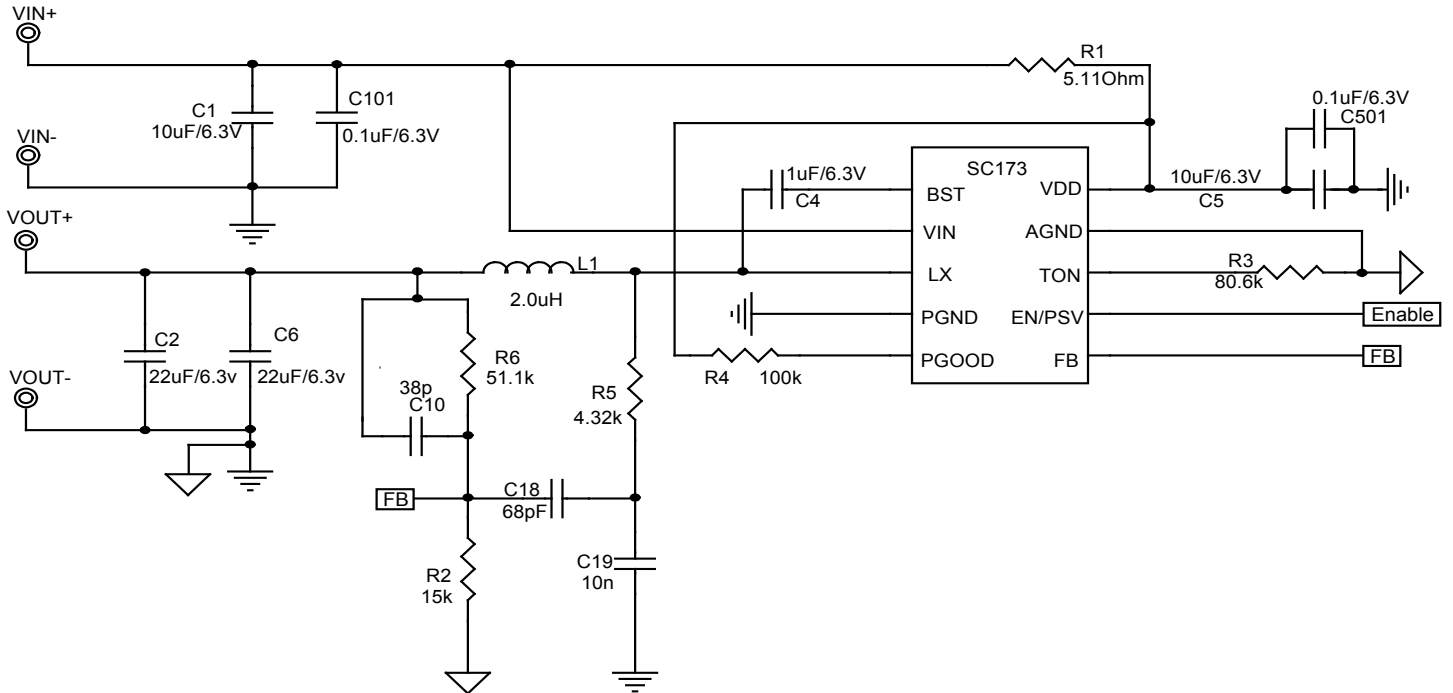 VIN+
R1
5.11Ohm
C1
10uF/6.3V
C101
0.1uF/6.3V
0.1uF/6.3V
C501
VIN-
SC173
1uF/6.3V
C4
BST
VDD
10uF/6.3V
C5
VOUT+
VIN
AGND
L1
2.0uH
LX
TON
R3
80.6k
PGND
EN/PSV
Enable
C2
22uF/6.3v
C6
22uF/6.3v
R6
51.1k
PGOOD
FB
FB
R4
100k
VOUT-
38p
C10
R5
4.32k
FB
C18
68pF
C19
10n
R2
15k